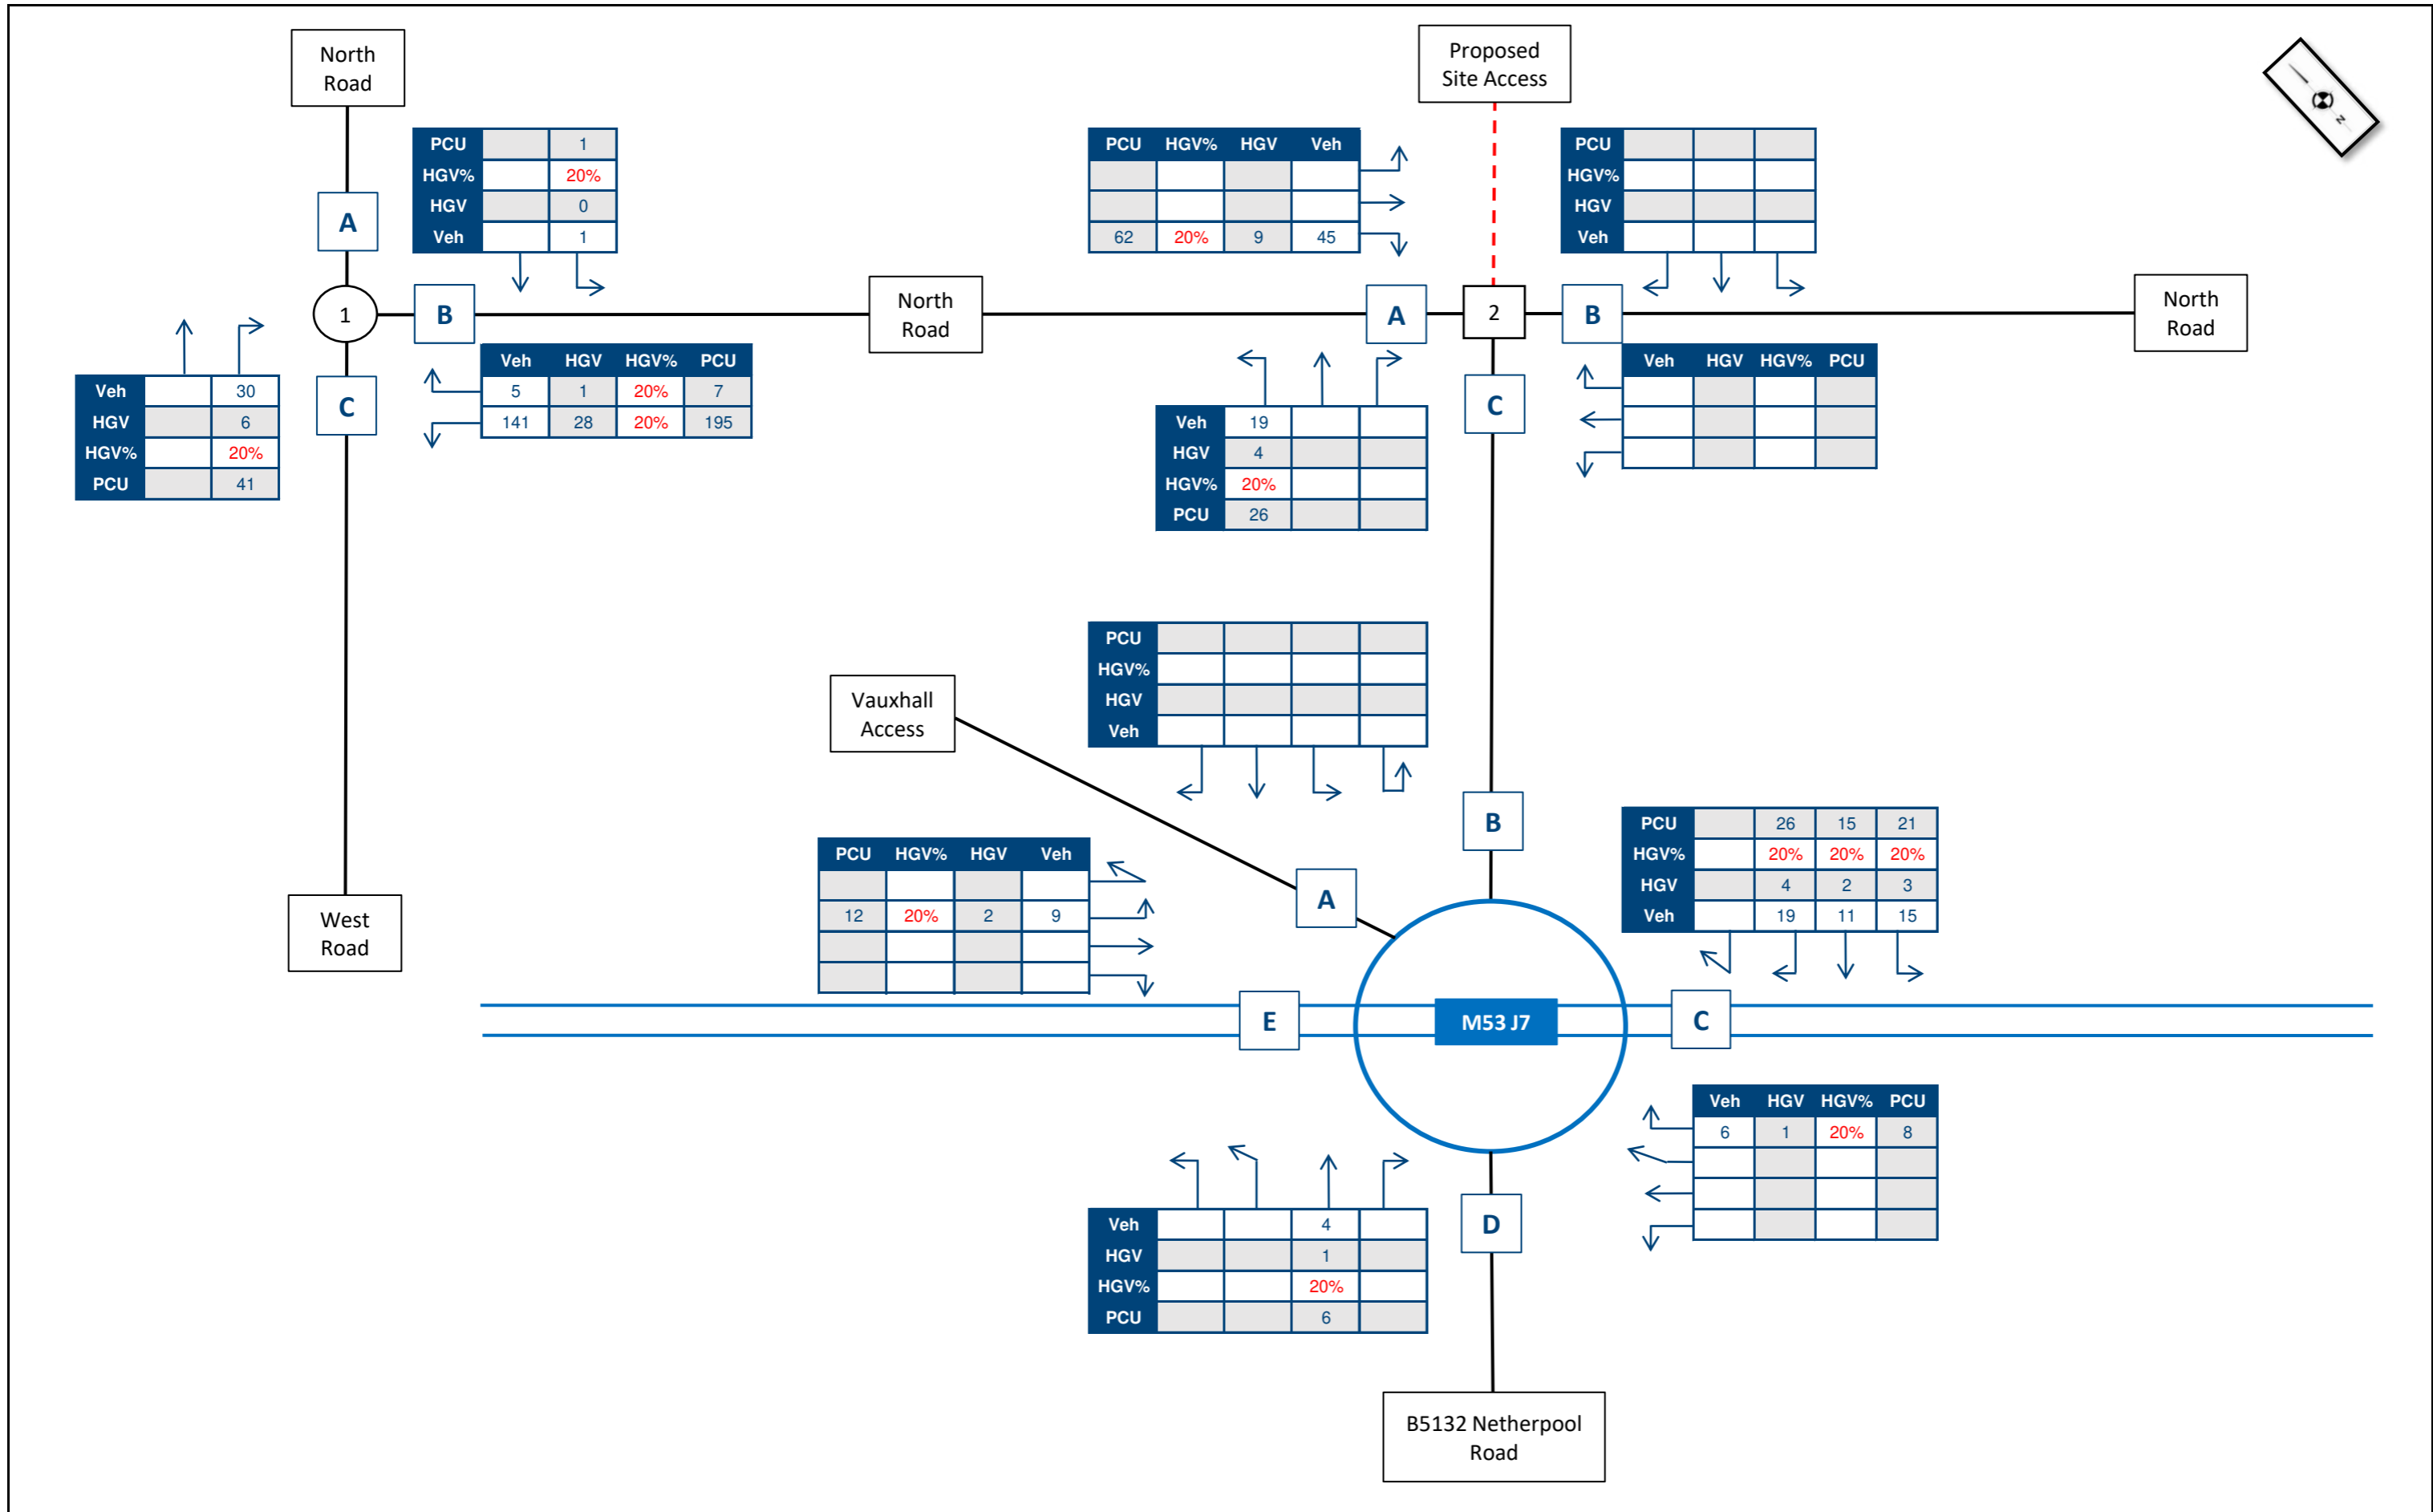 North
Road
Proposed
Site Access
N
PCU 1
HGV% 20%
HGV 0
Veh 1
PCU HGV% HGV Veh
62 20% 9 45
PCU
HGV%
HGV
Veh
A
1
B
North
Road
A
2
B
North
Road
C
Veh 30
HGV 6
HGV% 20%
PCU 41
Veh HGV HGV% PCU
5 1 20% 7
141 28 20% 195
C
Veh 19
HGV 4
HGV% 20%
PCU 26
Veh HGV HGV% PCU
PCU
HGV%
HGV
Veh
Vauxhall
Access
B
PCU HGV% HGV Veh
12 20% 2 9
A
PCU 26 15 21
HGV% 20% 20% 20%
HGV 4 2 3
Veh 19 11 15
West
Road
E
M53 J7
C
Veh HGV HGV% PCU
6 1 20% 8
Veh 4
HGV 1
HGV% 20%
PCU 6
D
B5132 Netherpool
Road